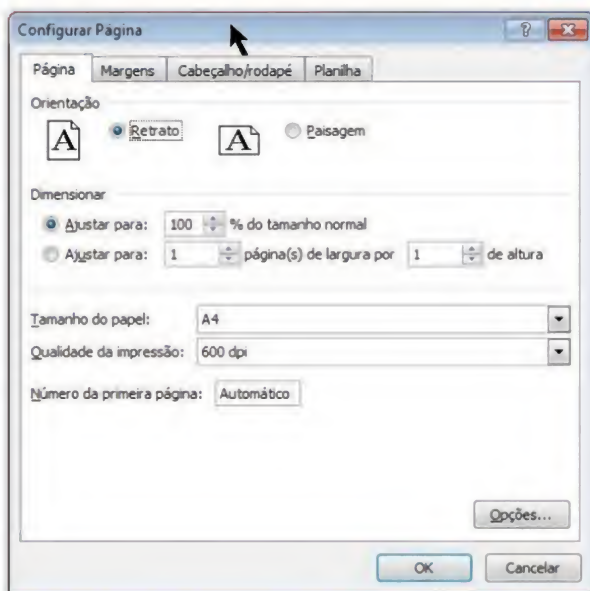 Configurar Página
Página Margens Cabeçalho/rodapé Planilha
Orientação
A Retrato A Paisagem
Dimensionar
Ajustar para: 100 % do tamanho normal
Ajustar para: 1 página(s) de largura por 1 de altura
Tamanho do papel: A4
Qualidade da impressão: 600 dpi
Número da primeira página: Automático
Opções...
OK Cancelar